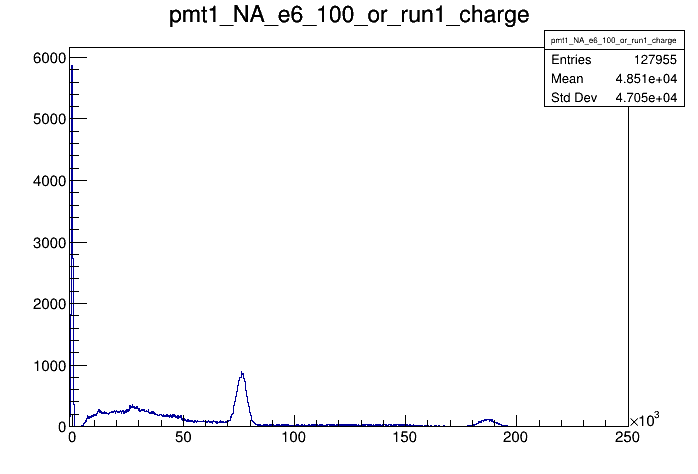 pmt1_NA_e6_100_or_run1_charge
pmt1_NA_e6_100_or_run1_charge
Entries 127955
Mean 4.851e+04
Std Dev 4.705e+04
6000
5000
4000
3000
2000
1000
0
0 50 100 150 200 250
×10³